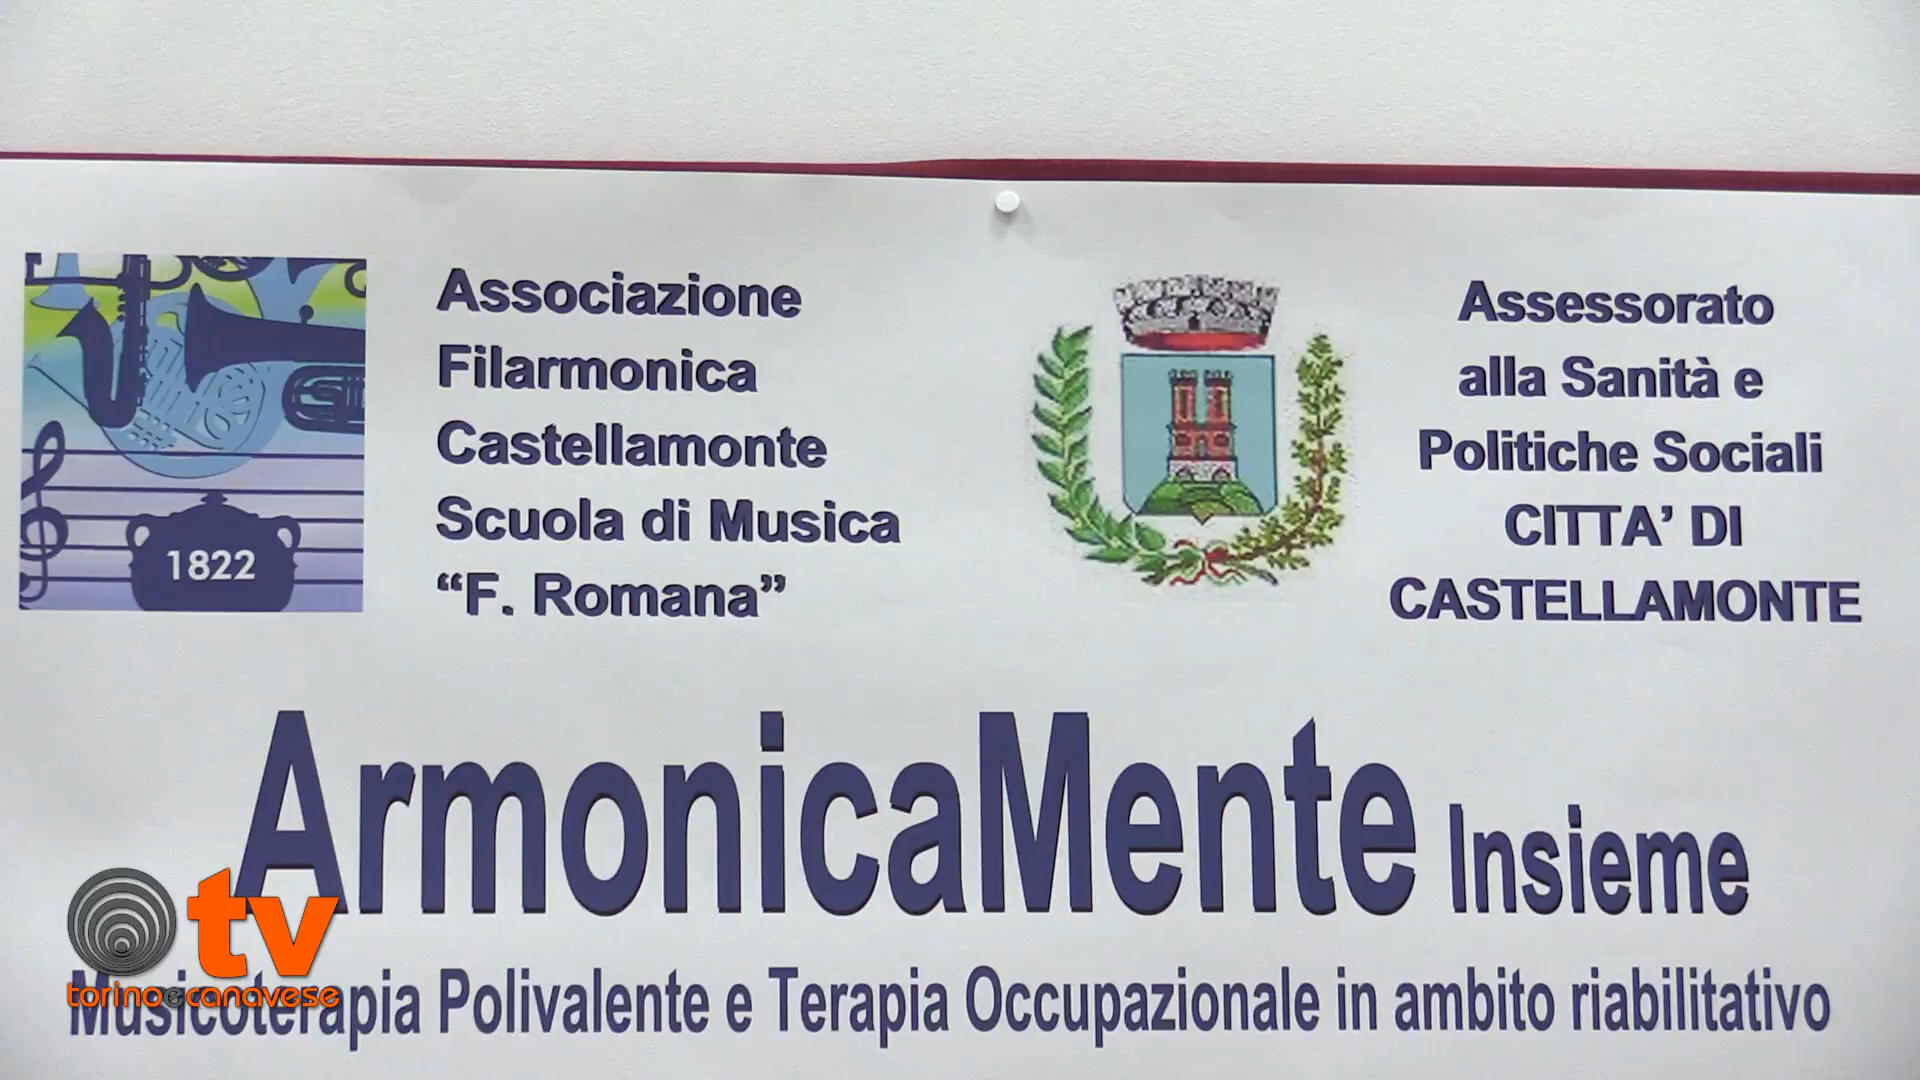 Associazione
Filarmonica
Castellamonte
Scuola di Musica
“F. Romana”
1822
Assessorato
alla Sanità e
Politiche Sociali
CITTA’ DI
CASTELLAMONTE
ArmonicaMente Insieme
Musicoterapia Polivalente e Terapia Occupazionale in ambito riabilitativo
tv
torino e canavese